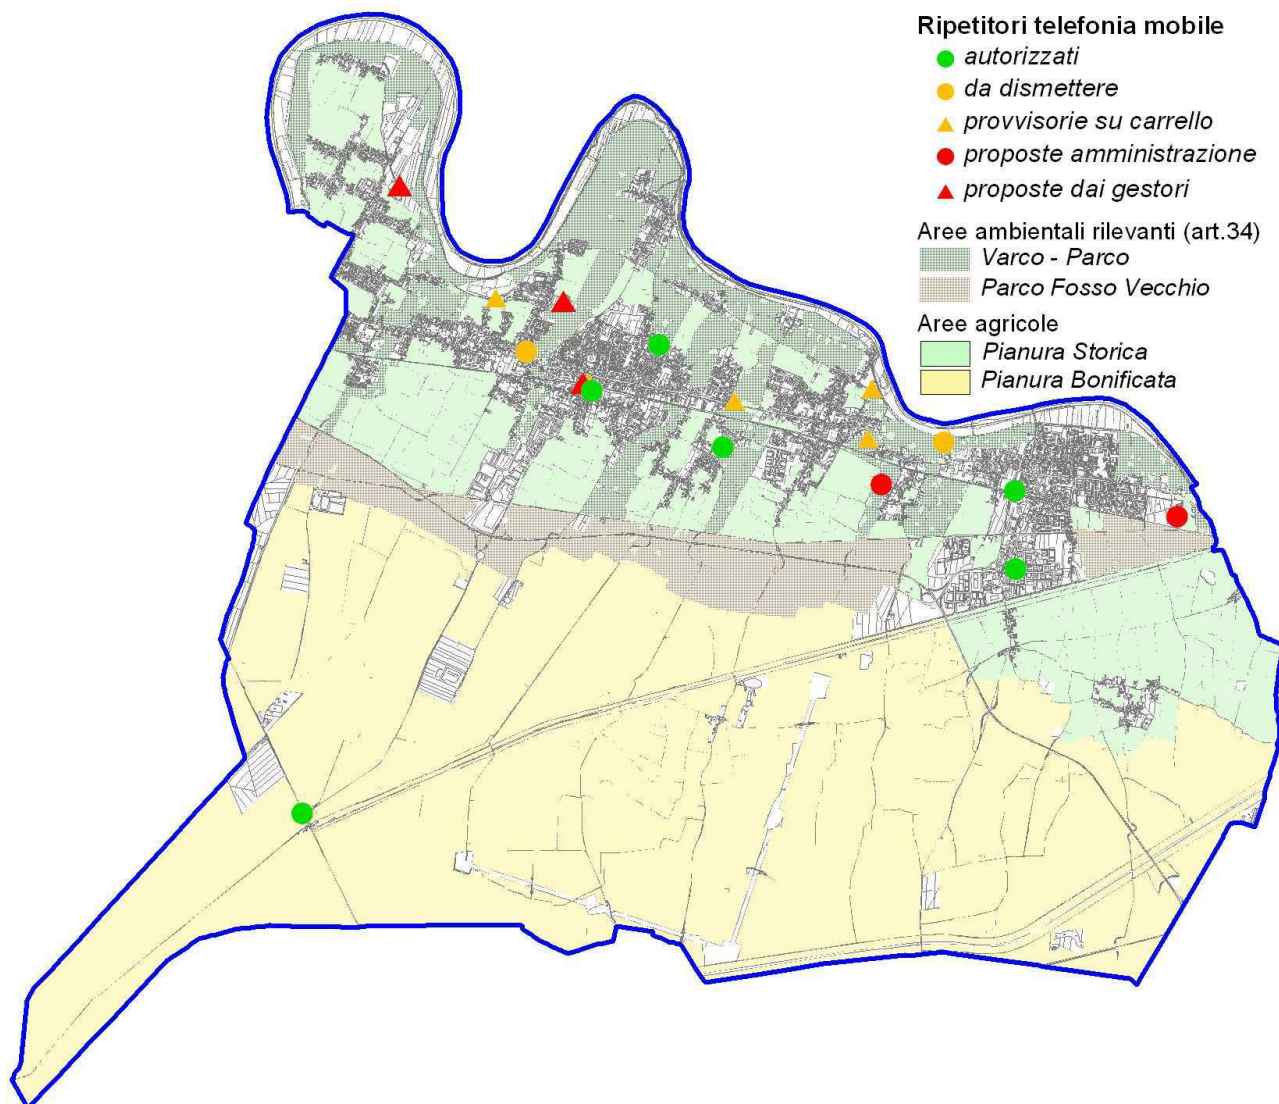 Ripetitori telefonia mobile
autorizzati
da dismettere
provvisorie su carrello
proposte amministrazione
proposte dai gestori
Aree ambientali rilevanti (art.34)
Varco - Parco
Parco Fosso Vecchio
Aree agricole
Pianura Storica
Pianura Bonificata